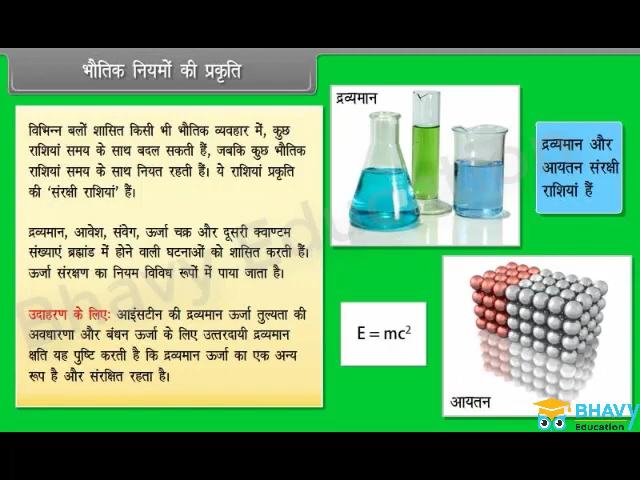 भौतिक नियमों की प्रकृति
विभिन्न बलों शासित किसी भी भौतिक व्यवहार में, कुछ
राशियां समय के साथ बदल सकती हैं, जबकि कुछ भौतिक
राशियां समय के साथ नियत रहती हैं। ये राशियां प्रकृति
की ‘संरक्षी राशियां’ हैं।
द्रव्यमान, आवेश, संवेग, ऊर्जा चक्र और दूसरी क्वाण्टम
संख्याएं ब्रह्मांड में होने वाली घटनाओं को शासित करती हैं।
ऊर्जा संरक्षण का नियम विविध रूपों में पाया जाता है।
उदाहरण के लिए: आइंसटीन की द्रव्यमान ऊर्जा तुल्यता की
अवधारणा और बंधन ऊर्जा के लिए उत्तरदायी द्रव्यमान
क्षति यह पुष्टि करती है कि द्रव्यमान ऊर्जा का एक अन्य
रूप है और संरक्षित रहता है।
द्रव्यमान
द्रव्यमान और
आयतन संरक्षी
राशियां हैं
E = mc²
आयतन
BHAVY
Education
Bhavy Education